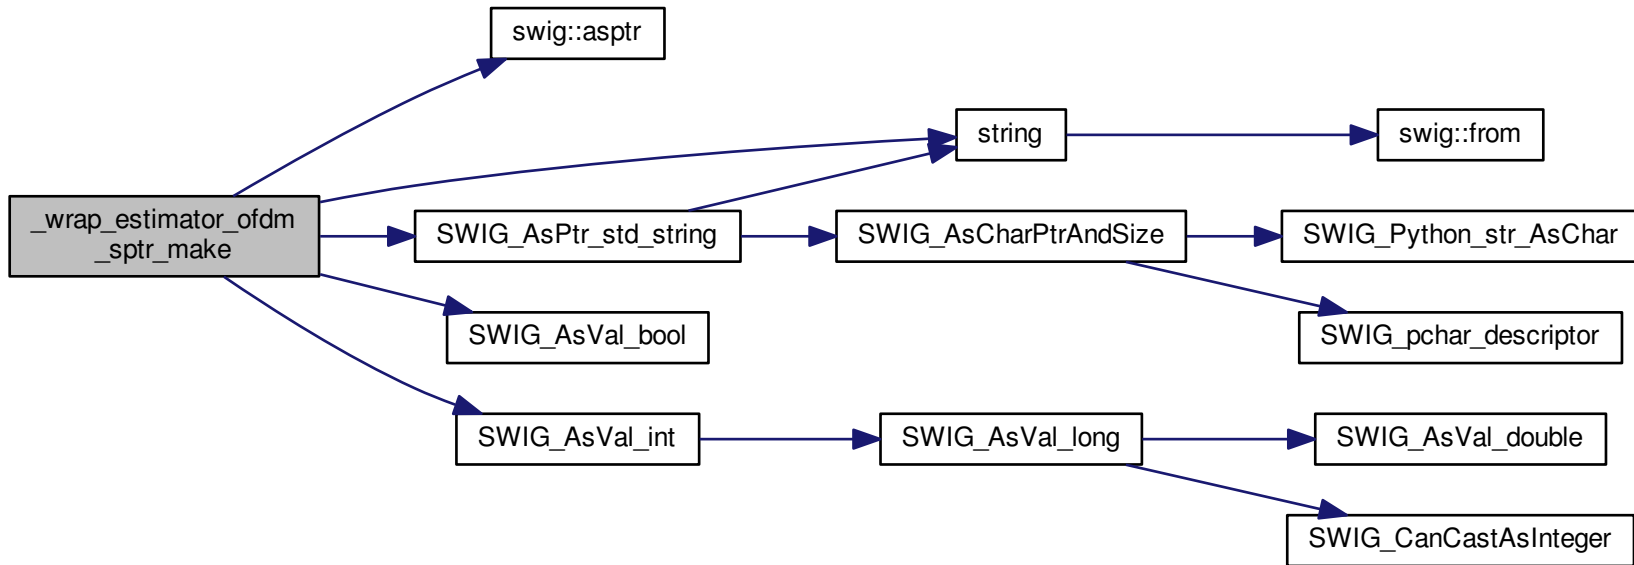 swig::asptr
string
swig::from
_wrap_estimator_ofdm
_sptr_make
SWIG_AsPtr_std_string
SWIG_AsCharPtrAndSize
SWIG_Python_str_AsChar
SWIG_AsVal_bool
SWIG_pchar_descriptor
SWIG_AsVal_int
SWIG_AsVal_long
SWIG_AsVal_double
SWIG_CanCastAsInteger